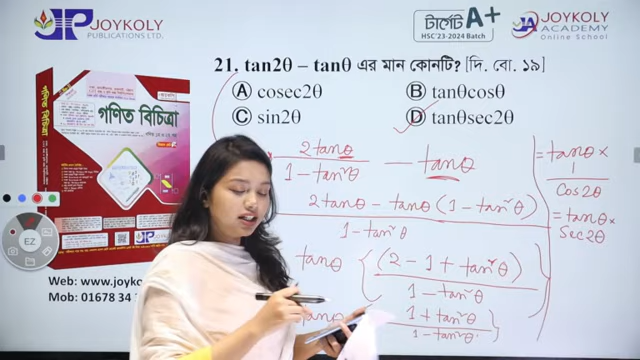 JP JOYKOLY
PUBLICATIONS LTD.
টার্গেট A+
HSC'23-2024 Batch
JA JOYKOLY
ACADEMY
Online School
21. tan2θ – tanθ এর মান কোনটি? [দি. বো. ১৯]
A cosec2θ
B tanθcosθ
C sin2θ
D tanθsec2θ
গণিত বিচিত্রা
JP
2tanθ / 1 - tan²θ - tanθ
2tanθ - tanθ (1 - tan²θ) / 1 - tan²θ
tanθ { (2 - 1 + tan²θ) / 1 - tan²θ }
1 + tan²θ / 1 - tan²θ }
= tanθ ×
1 / cos2θ
= tanθ ×
sec2θ
EZ
Web: www.joyko
Mob: 01678 34